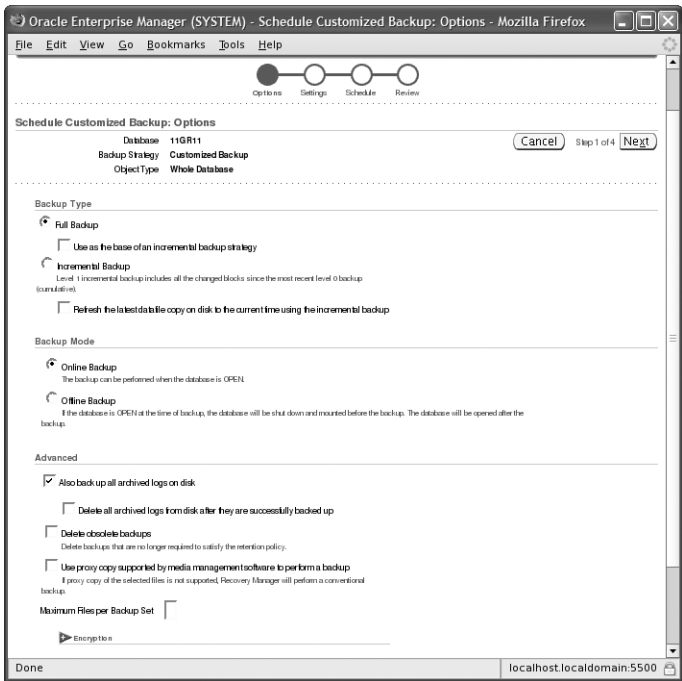 Oracle Enterprise Manager (SYSTEM) - Schedule Customized Backup: Options - Mozilla Firefox
File Edit View Go Bookmarks Tools Help
Options Settings Schedule Review
Schedule Customized Backup: Options
Database 11GR11
Cancel Step 1 of 4 Next
Backup Strategy Customized Backup
Object Type Whole Database
Backup Type
Full Backup
Use as the base of an incremental backup strategy
Incremental Backup
Level 1 incremental backup includes all the changed blocks since the most recent level 0 backup
(cumulative).
Refresh the latest datafile copy on disk to the current time using the incremental backup
Backup Mode
Online Backup
The backup can be performed when the database is OPEN.
Offline Backup
If the database is OPEN at the time of backup, the database will be shut down and mounted before the backup. The database will be opened after the
backup.
Advanced
Also back up all archived logs on disk
Delete all archived logs from disk after they are successfully backed up
Delete obsolete backups
Delete backups that are no longer required to satisfy the retention policy.
Use proxy copy supported by media management software to perform a backup
If proxy copy of the selected files is not supported, Recovery Manager will perform a conventional
backup.
Maximum Files per Backup Set
Encryption
Done localhost.localdomain:5500